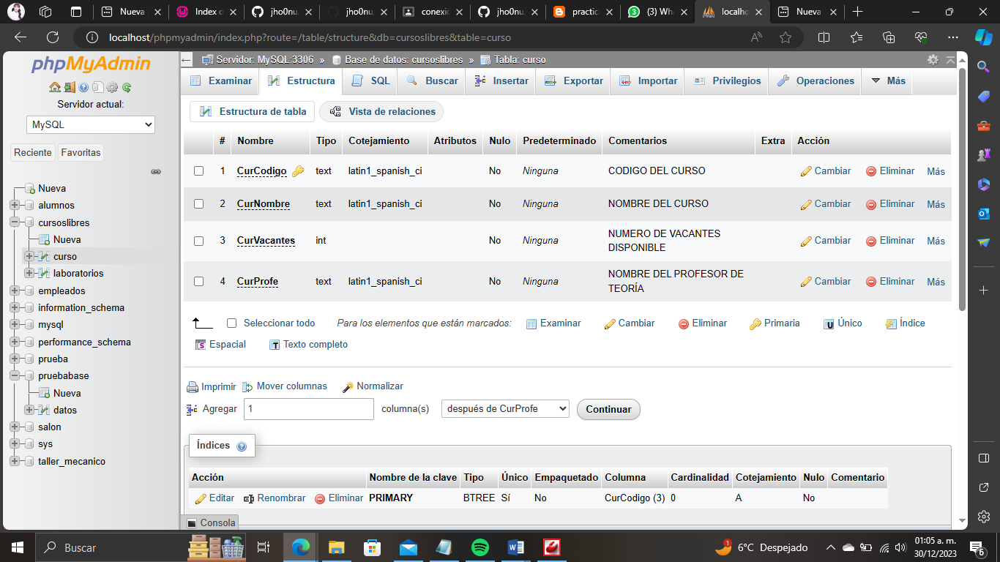 Nueva
Index o
jho0nu
jho0nu
conexió
jho0nu
practica
(3) Wha
localho
Nueva
localhost/phpmyadmin/index.php?route=/table/structure&db=cursoslibres&table=curso
phpMyAdmin
Servidor actual:
MySQL
Reciente Favoritas
Nueva
alumnos
cursoslibres
Nueva
curso
laboratorios
empleados
information_schema
mysql
performance_schema
prueba
pruebabase
Nueva
datos
salon
sys
taller_mecanico
Servidor: MySQL:3306 » Base de datos: cursoslibres » Tabla: curso
Examinar Estructura SQL Buscar Insertar Exportar Importar Privilegios Operaciones Más
Estructura de tabla Vista de relaciones
# Nombre Tipo Cotejamiento Atributos Nulo Predeterminado Comentarios Extra Acción
1 CurCodigo text latin1_spanish_ci No Ninguna CODIGO DEL CURSO Cambiar Eliminar Más
2 CurNombre text latin1_spanish_ci No Ninguna NOMBRE DEL CURSO Cambiar Eliminar Más
3 CurVacantes int No Ninguna NUMERO DE VACANTES DISPONIBLE Cambiar Eliminar Más
4 CurProfe text latin1_spanish_ci No Ninguna NOMBRE DEL PROFESOR DE TEORÍA Cambiar Eliminar Más
Seleccionar todo Para los elementos que están marcados: Examinar Cambiar Eliminar Primaria Único Índice
Espacial Texto completo
Imprimir Mover columnas Normalizar
Agregar 1 columna(s) después de CurProfe Continuar
Índices
Acción Nombre de la clave Tipo Único Empaquetado Columna Cardinalidad Cotejamiento Nulo Comentario
Editar Renombrar Eliminar PRIMARY BTREE Sí No CurCodigo (3) 0 A No
Consola
Buscar
6°C Despejado
01:05 a. m.
30/12/2023
6